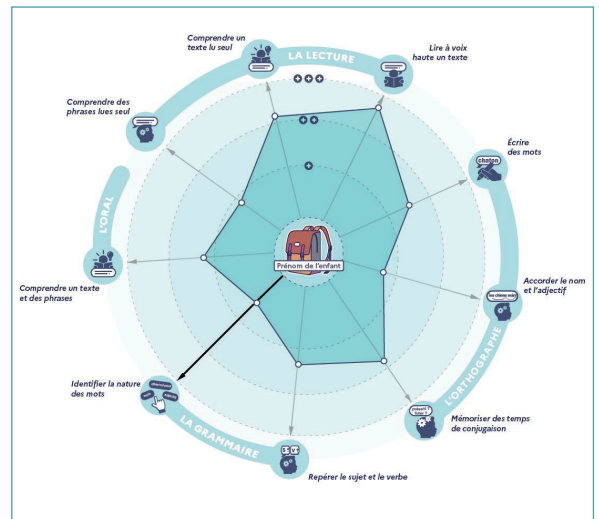 Comprendre un
texte lu seul
LA LECTURE
Lire à voix
haute un texte
Comprendre des
phrases lues seul
Écrire
des mots
chaton
L'ORAL
Prénom de l'enfant
Comprendre un texte
et des phrases
Accorder le nom
et l'adjectif
L'ORTHOGRAPHE
Identifier la nature
des mots
Mémoriser des temps
de conjugaison
LA GRAMMAIRE
Repérer le sujet et le verbe